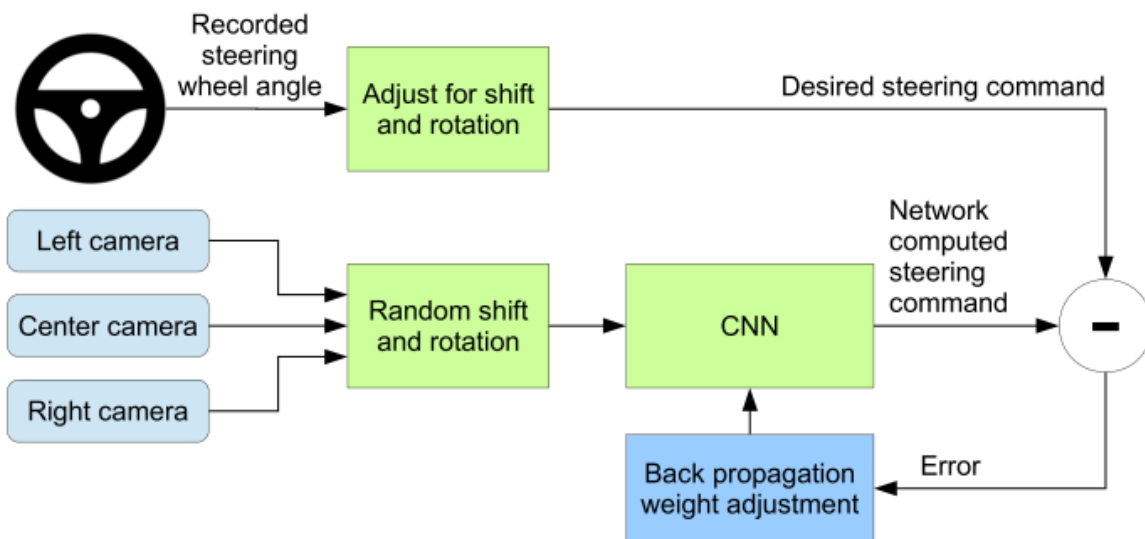 Recorded
steering
wheel angle
Adjust for shift
and rotation
Desired steering command
Left camera
Center camera
Right camera
Random shift
and rotation
CNN
Network
computed
steering
command
-
Back propagation
weight adjustment
Error